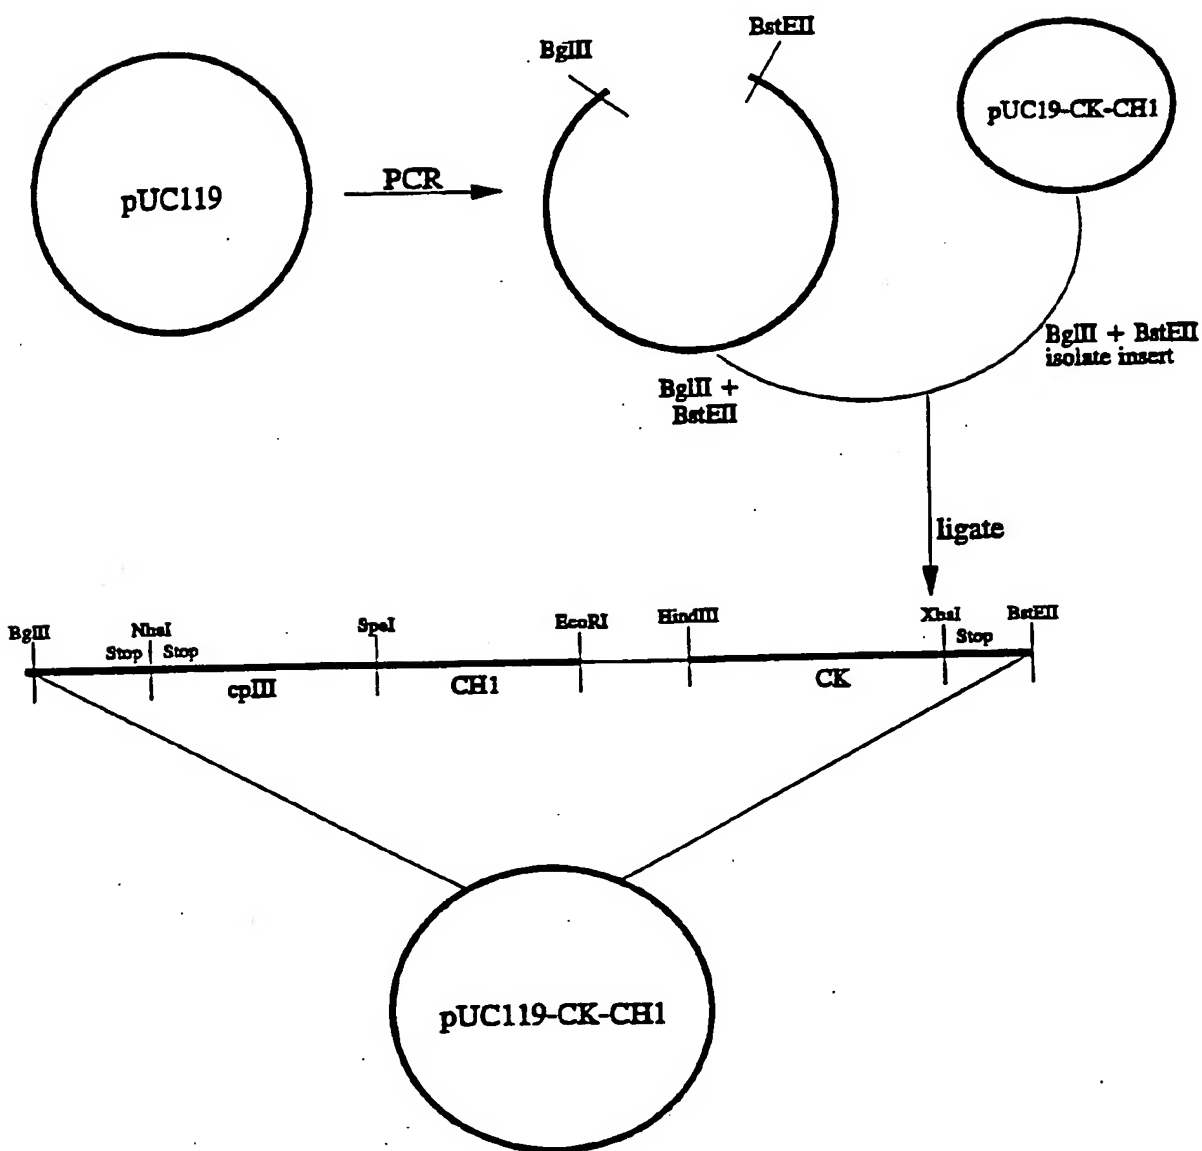 BglII
BstEII
pUC119
PCR
pUC19-CK-CH1
BglII + BstEII
isolate insert
BglII +
BstEII
ligate
BglII
NheI
SpeI
EcoRI
HindIII
XbaI
BstEII
Stop
Stop
Stop
cpIII
CH1
CK
pUC119-CK-CH1